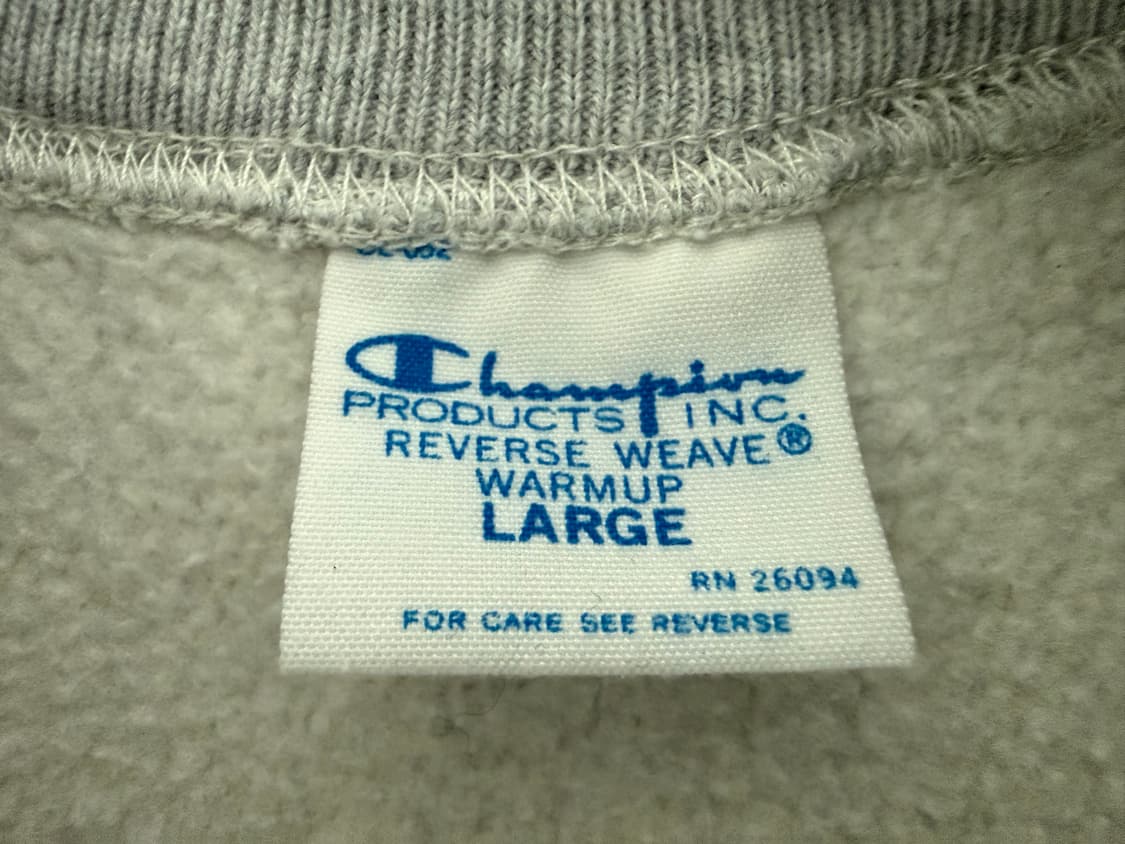 Champion
PRODUCTS INC.
REVERSE WEAVE®
WARMUP
LARGE
RN 26094
FOR CARE SEE REVERSE